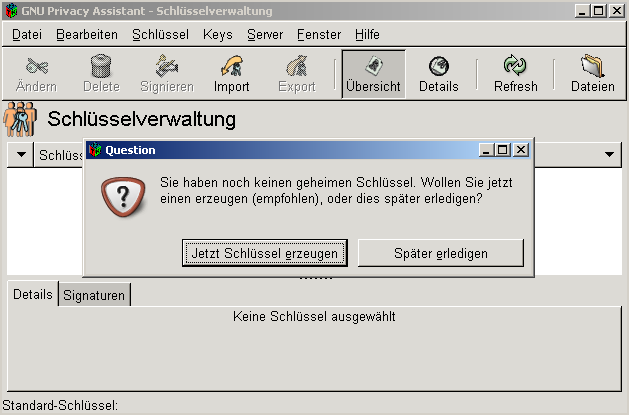 GNU Privacy Assistant - Schlüsselverwaltung
Datei Bearbeiten Schlüssel Keys Server Fenster Hilfe
Ändern Delete Signieren Import Export Übersicht Details Refresh Dateien
Schlüsselverwaltung
Schlüss
Question
?
Sie haben noch keinen geheimen Schlüssel. Wollen Sie jetzt
einen erzeugen (empfohlen), oder dies später erledigen?
Jetzt Schlüssel erzeugen Später erledigen
Details Signaturen
Keine Schlüssel ausgewählt
Standard-Schlüssel: